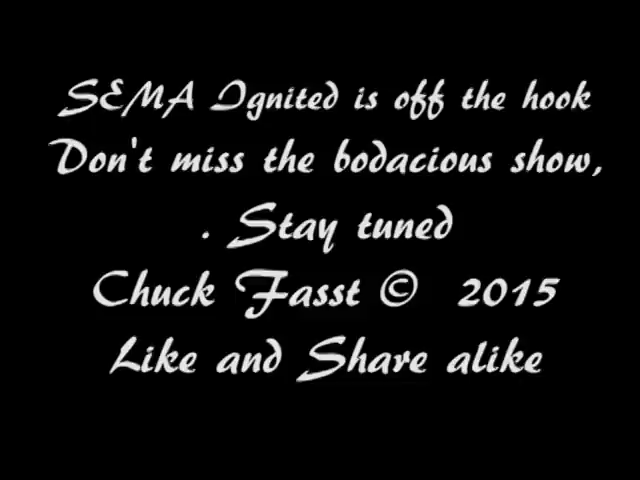 SEMA Ignited is off the hook
Don't miss the bodacious show,
. Stay tuned
Chuck Fasst © 2015
Like and Share alike